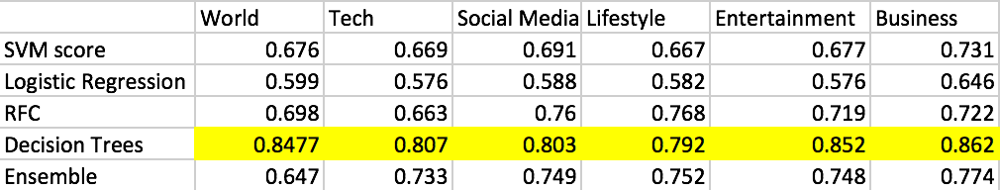 World Tech Social Media Lifestyle Entertainment Business
SVM score 0.676 0.669 0.691 0.667 0.677 0.731
Logistic Regression 0.599 0.576 0.588 0.582 0.576 0.646
RFC 0.698 0.663 0.76 0.768 0.719 0.722
Decision Trees 0.8477 0.807 0.803 0.792 0.852 0.862
Ensemble 0.647 0.733 0.749 0.752 0.748 0.774